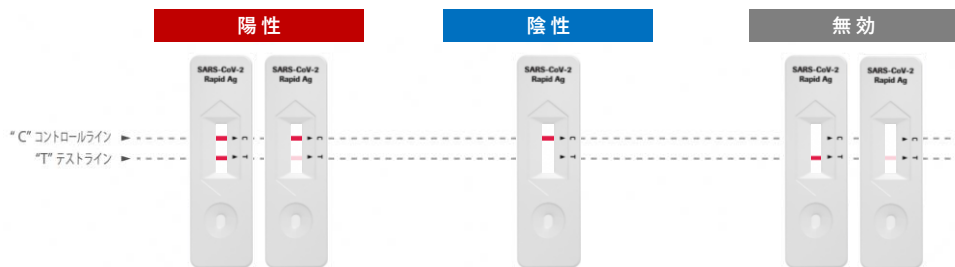 陽性
陰性
無効
SARS-CoV-2
Rapid Ag
SARS-CoV-2
Rapid Ag
SARS-CoV-2
Rapid Ag
SARS-CoV-2
Rapid Ag
SARS-CoV-2
Rapid Ag
“C” コントロールライン
C
C
C
C
C
“T” テストライン
T
T
T
T
T